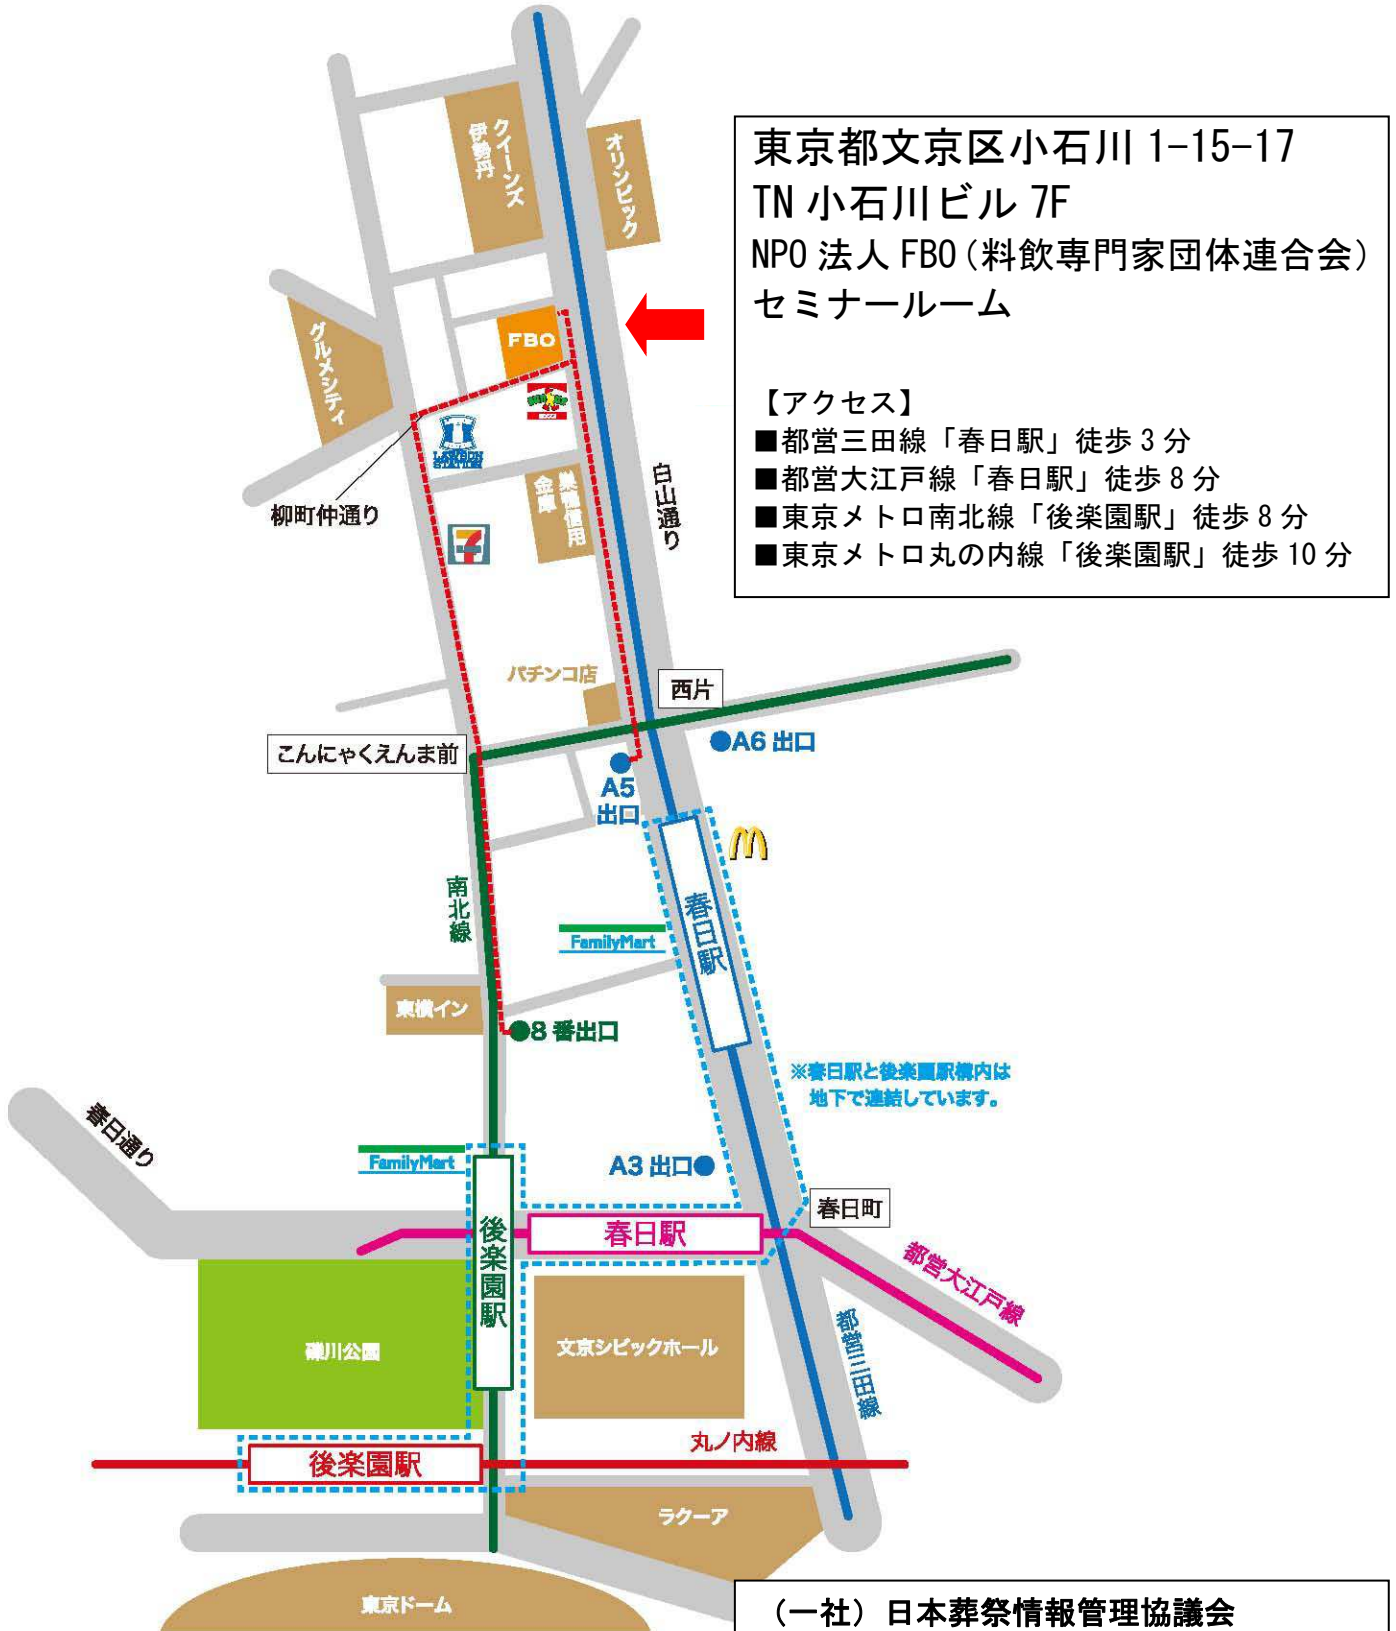 クイーンズ
伊勢丹
オリンピック
東京都文京区小石川 1-15-17
TN 小石川ビル 7F
NPO 法人 FBO（料飲専門家団体連合会）
セミナールーム
【アクセス】
■都営三田線「春日駅」徒歩 3 分
■都営大江戸線「春日駅」徒歩 8 分
■東京メトロ南北線「後楽園駅」徒歩 8 分
■東京メトロ丸の内線「後楽園駅」徒歩 10 分
グルメシティ
FBO
柳町仲通り
巣鴨信用
金庫
白山通り
7
パチンコ店
西片
こんにゃくえんま前
●A6 出口
A5
出口
南北線
FamilyMart
春日駅
東横イン
●8 番出口
※春日駅と後楽園駅構内は
地下で連結しています。
春日通り
FamilyMart
A3 出口●
春日町
後楽園駅
春日駅
都営大江戸線
礫川公園
文京シビックホール
都営三田線
丸ノ内線
後楽園駅
ラクーア
東京ドーム
（一社）日本葬祭情報管理協議会